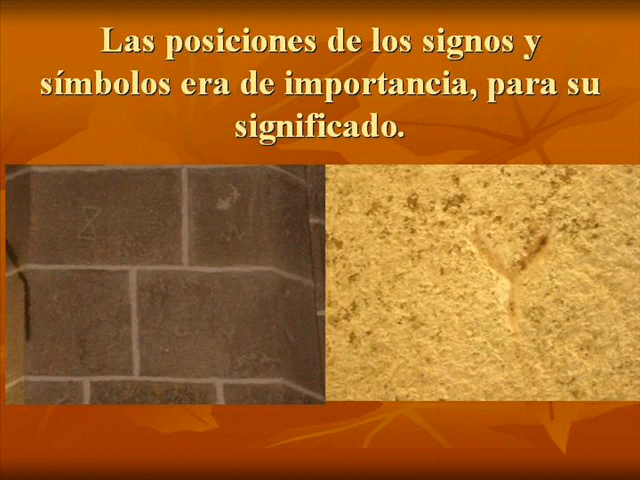 Las posiciones de los signos y
símbolos era de importancia, para su
significado.